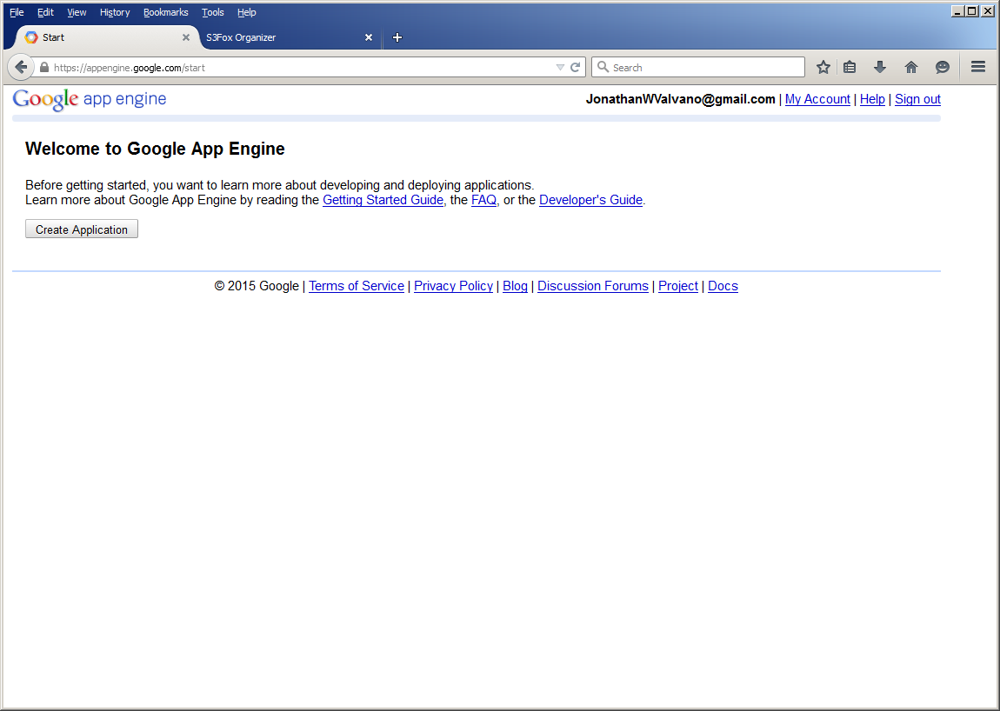 File Edit View History Bookmarks Tools Help
Start S3Fox Organizer
https://appengine.google.com/start Search
Google app engine JonathanWValvano@gmail.com | My Account | Help | Sign out
Welcome to Google App Engine
Before getting started, you want to learn more about developing and deploying applications.
Learn more about Google App Engine by reading the Getting Started Guide, the FAQ, or the Developer's Guide.
Create Application
© 2015 Google | Terms of Service | Privacy Policy | Blog | Discussion Forums | Project | Docs